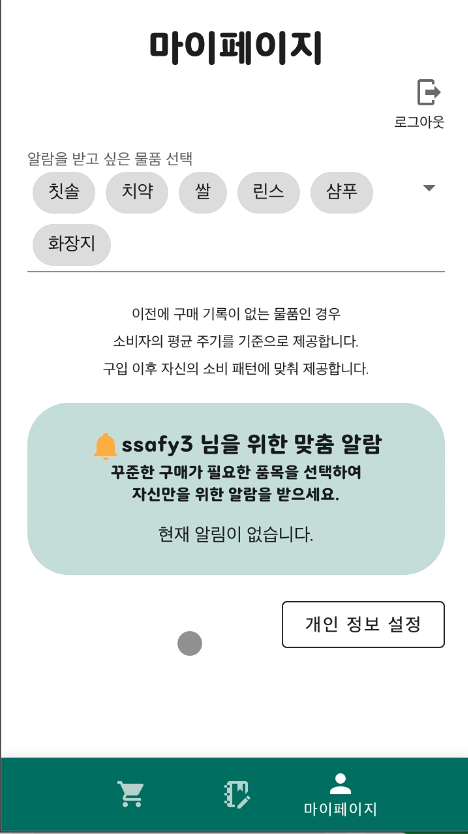 마이페이지
로그아웃
알람을 받고 싶은 물품 선택
칫솔 치약 쌀 린스 샴푸
화장지
이전에 구매 기록이 없는 물품인 경우
소비자의 평균 주기를 기준으로 제공합니다.
구입 이후 자신의 소비 패턴에 맞춰 제공합니다.
ssafy3 님을 위한 맞춤 알람
꾸준한 구매가 필요한 품목을 선택하여
자신만을 위한 알람을 받으세요.
현재 알림이 없습니다.
개인 정보 설정
마이페이지